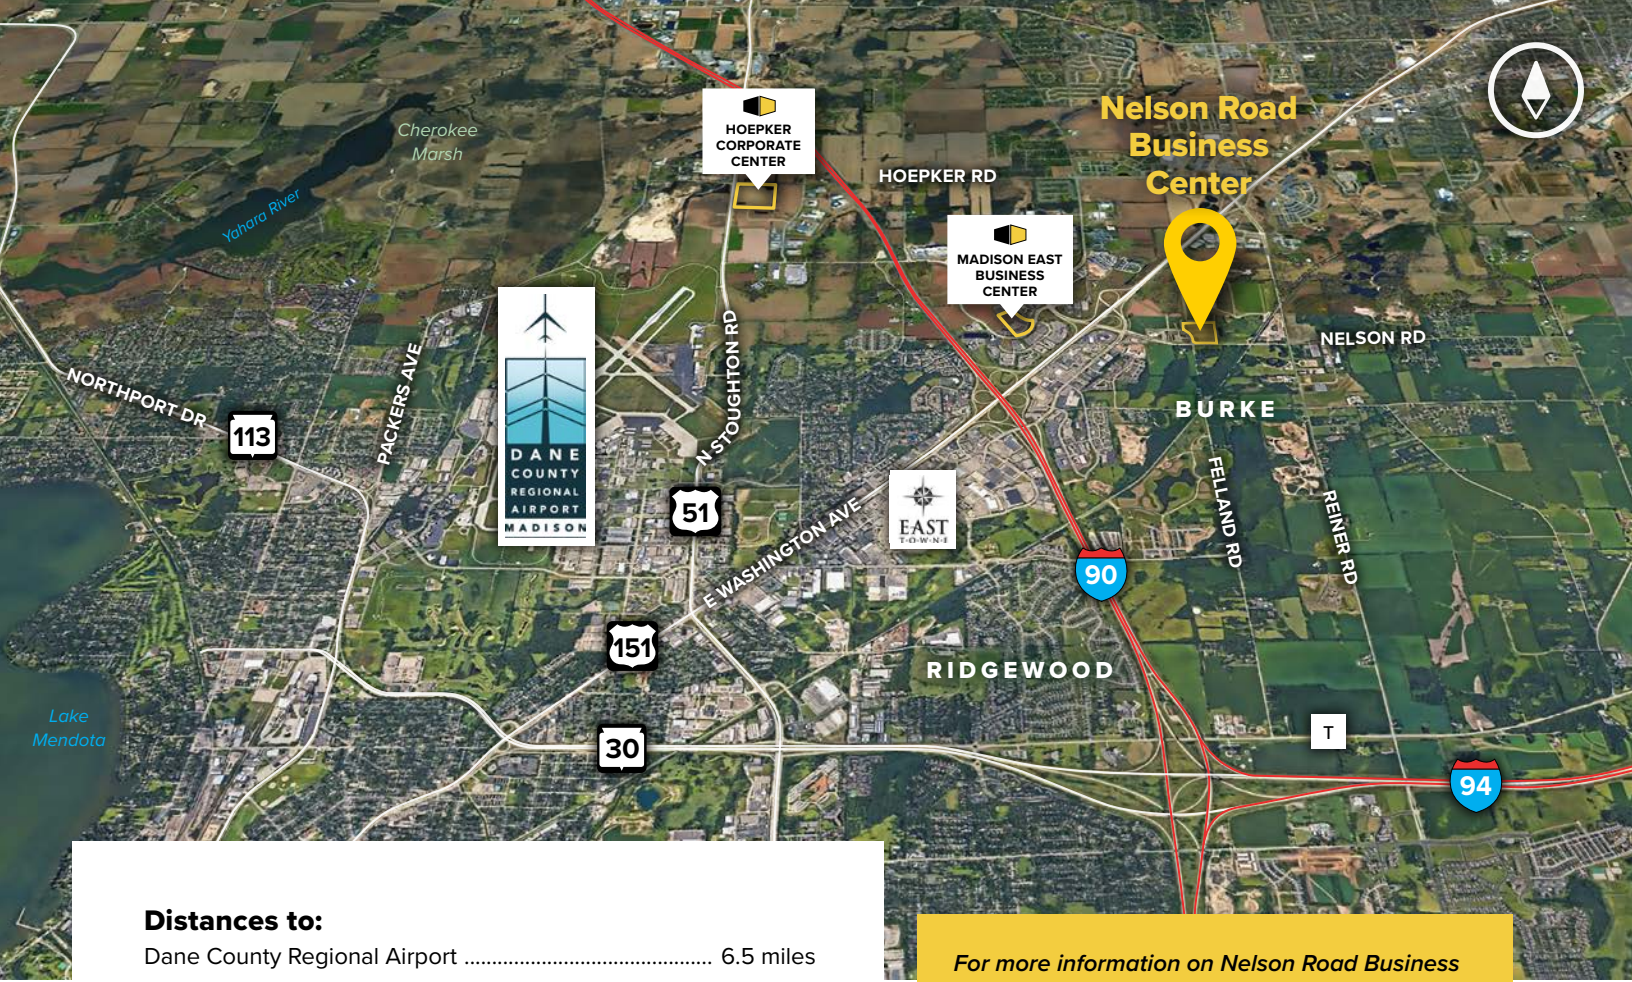 Cherokee
Marsh
Yahara River
HOEPKER
CORPORATE
CENTER
HOEPKER RD
Nelson Road
Business
Center
MADISON EAST
BUSINESS
CENTER
NELSON RD
BURKE
NORTHPORT DR
113
PACKERS AVE
DANE
COUNTY
REGIONAL
AIRPORT
MADISON
N STOUGHTON RD
51
E WASHINGTON AVE
EAST
TOWNE
FELLAND RD
REINER RD
90
151
RIDGEWOOD
Lake
Mendota
30
T
94
Distances to:
Dane County Regional Airport ............................................. 6.5 miles
For more information on Nelson Road Business